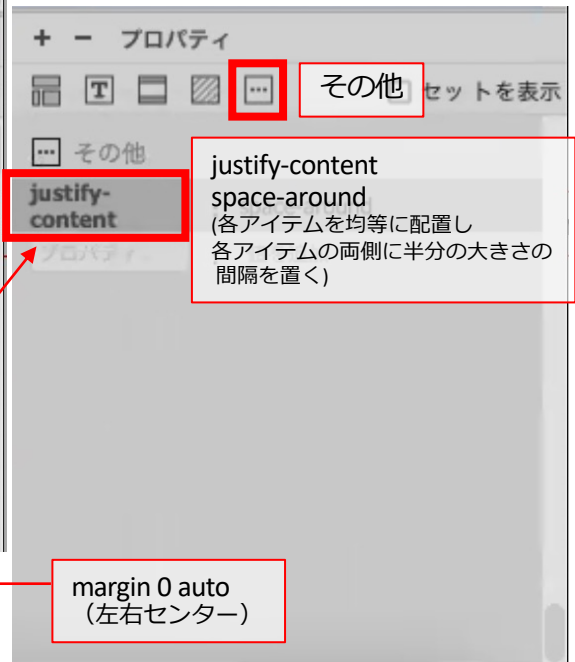 + − プロパティ
T
その他
セットを表示
その他
justify-
content
: space-around
プロパティ
justify-content
space-around
(各アイテムを均等に配置し
各アイテムの両側に半分の大きさの
間隔を置く)
margin 0 auto
(左右センター)